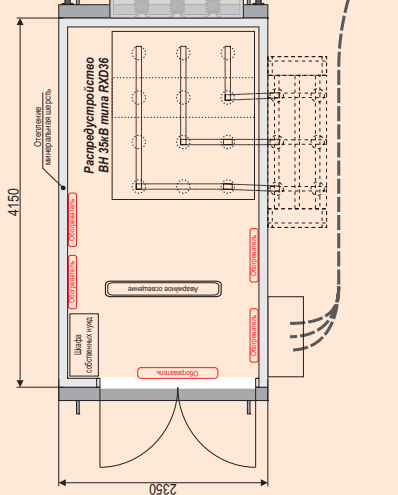 Отепление
минеральная шерсть
Распредустройство
ВН 35кВ типа RXD36
4150
Обогреватель
Обогреватель
Обогреватель
Аварийное освещение
Шкафа
собственных нужд
Обогреватель
Обогреватель
2350